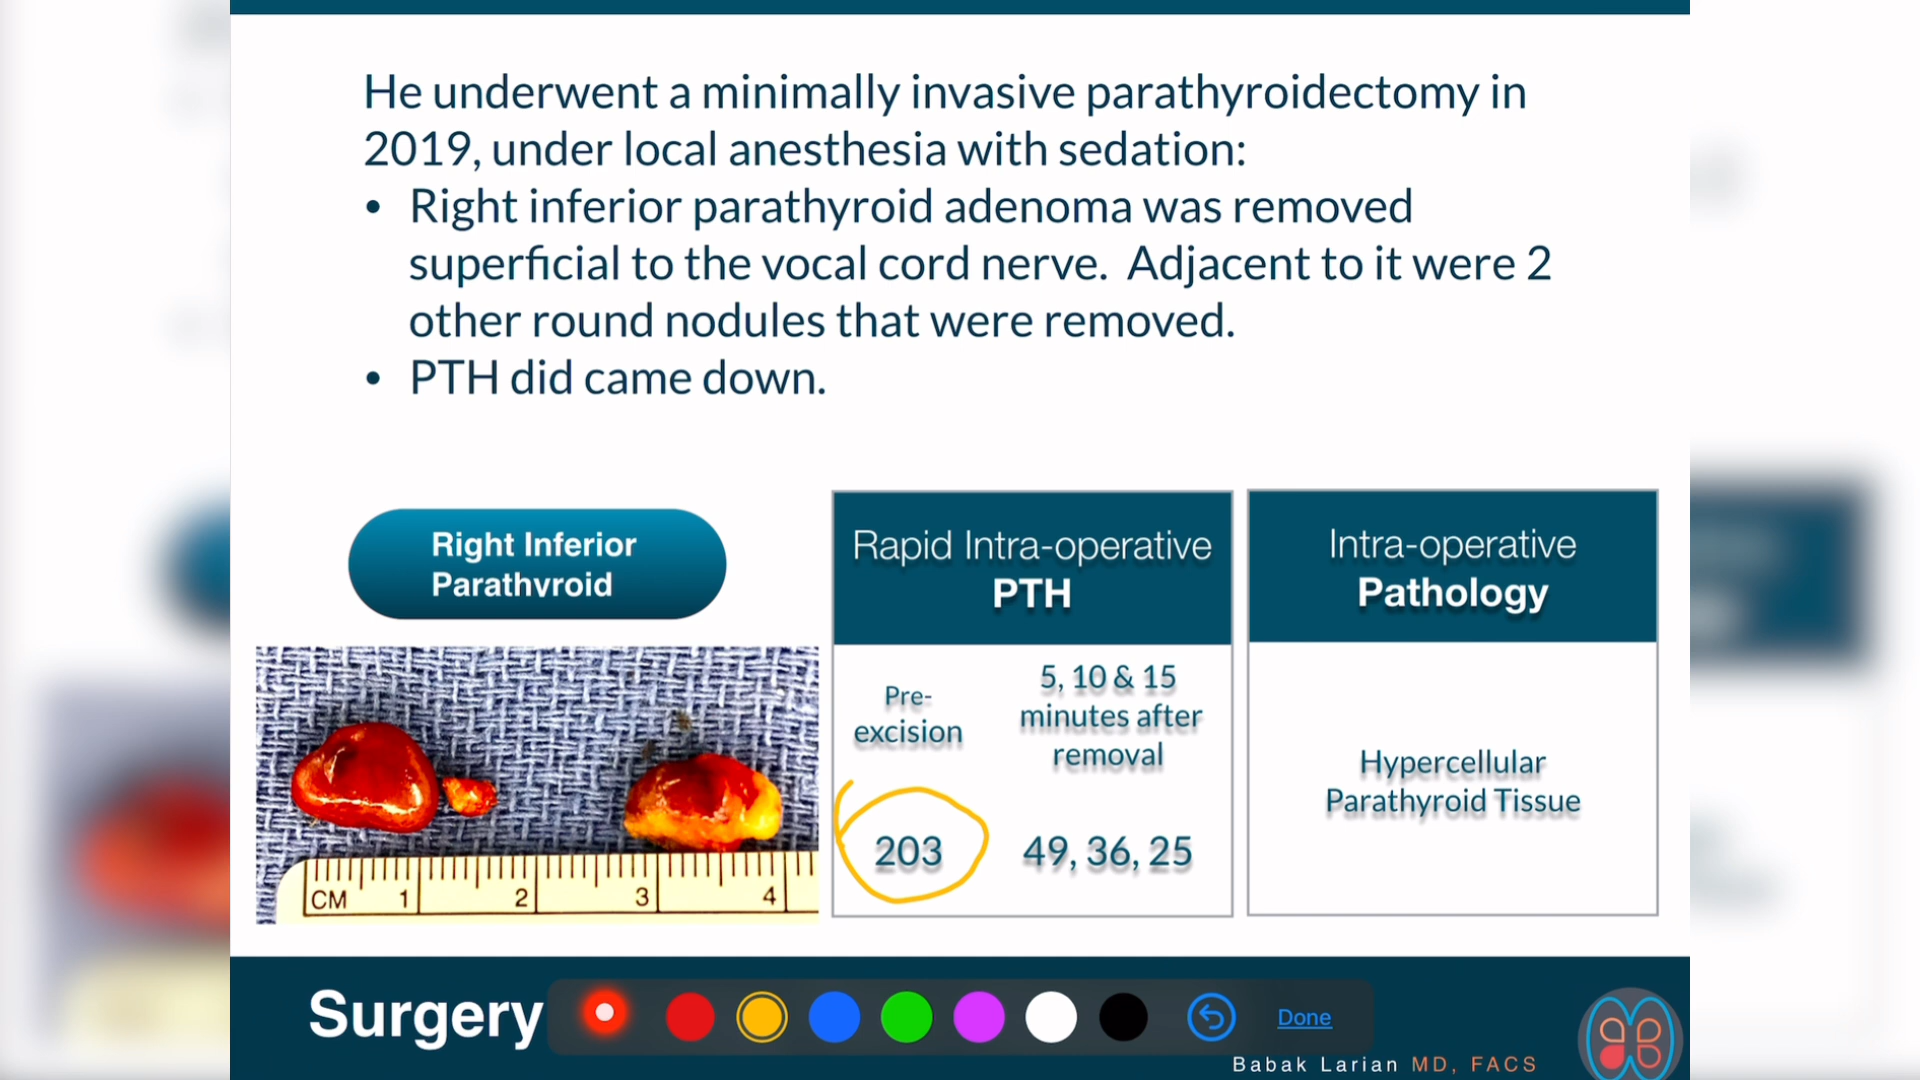 He underwent a minimally invasive parathyroidectomy in
2019, under local anesthesia with sedation:
• Right inferior parathyroid adenoma was removed
superficial to the vocal cord nerve. Adjacent to it were 2
other round nodules that were removed.
• PTH did came down.
Right Inferior
Parathyroid
CM 1 2 3 4
Rapid Intra-operative
PTH
Pre-
excision
5, 10 & 15
minutes after
removal
203
49, 36, 25
Intra-operative
Pathology
Hypercellular
Parathyroid Tissue
Surgery
Done
Babak Larian MD, FACS